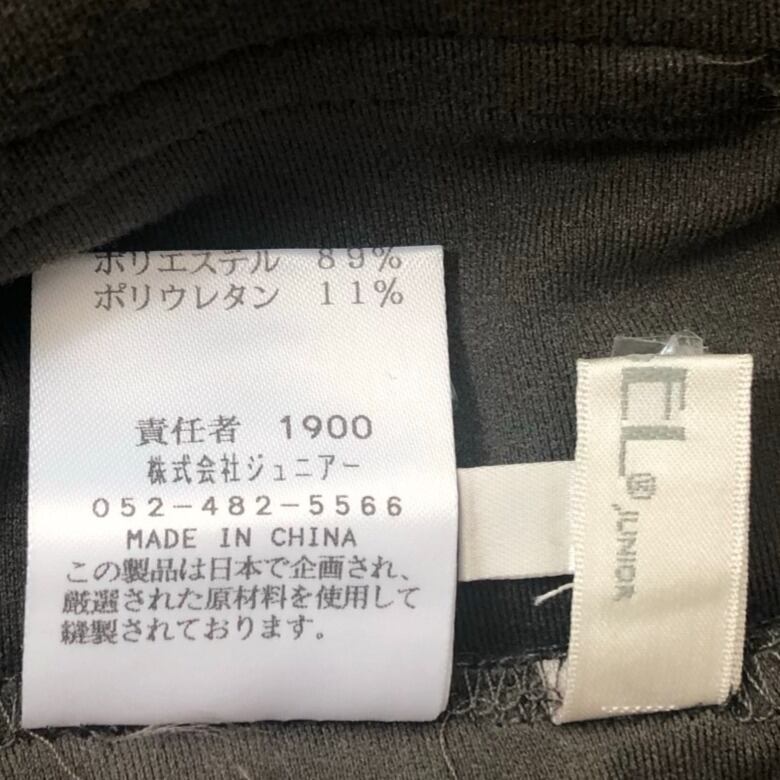 ポリエステル 89%
ポリウレタン 11%
責任者 1900
株式会社ジュニアー
052-482-5566
MADE IN CHINA
この製品は日本で企画され、
厳選された原材料を使用して
縫製されております。
EL®
JUNIOR